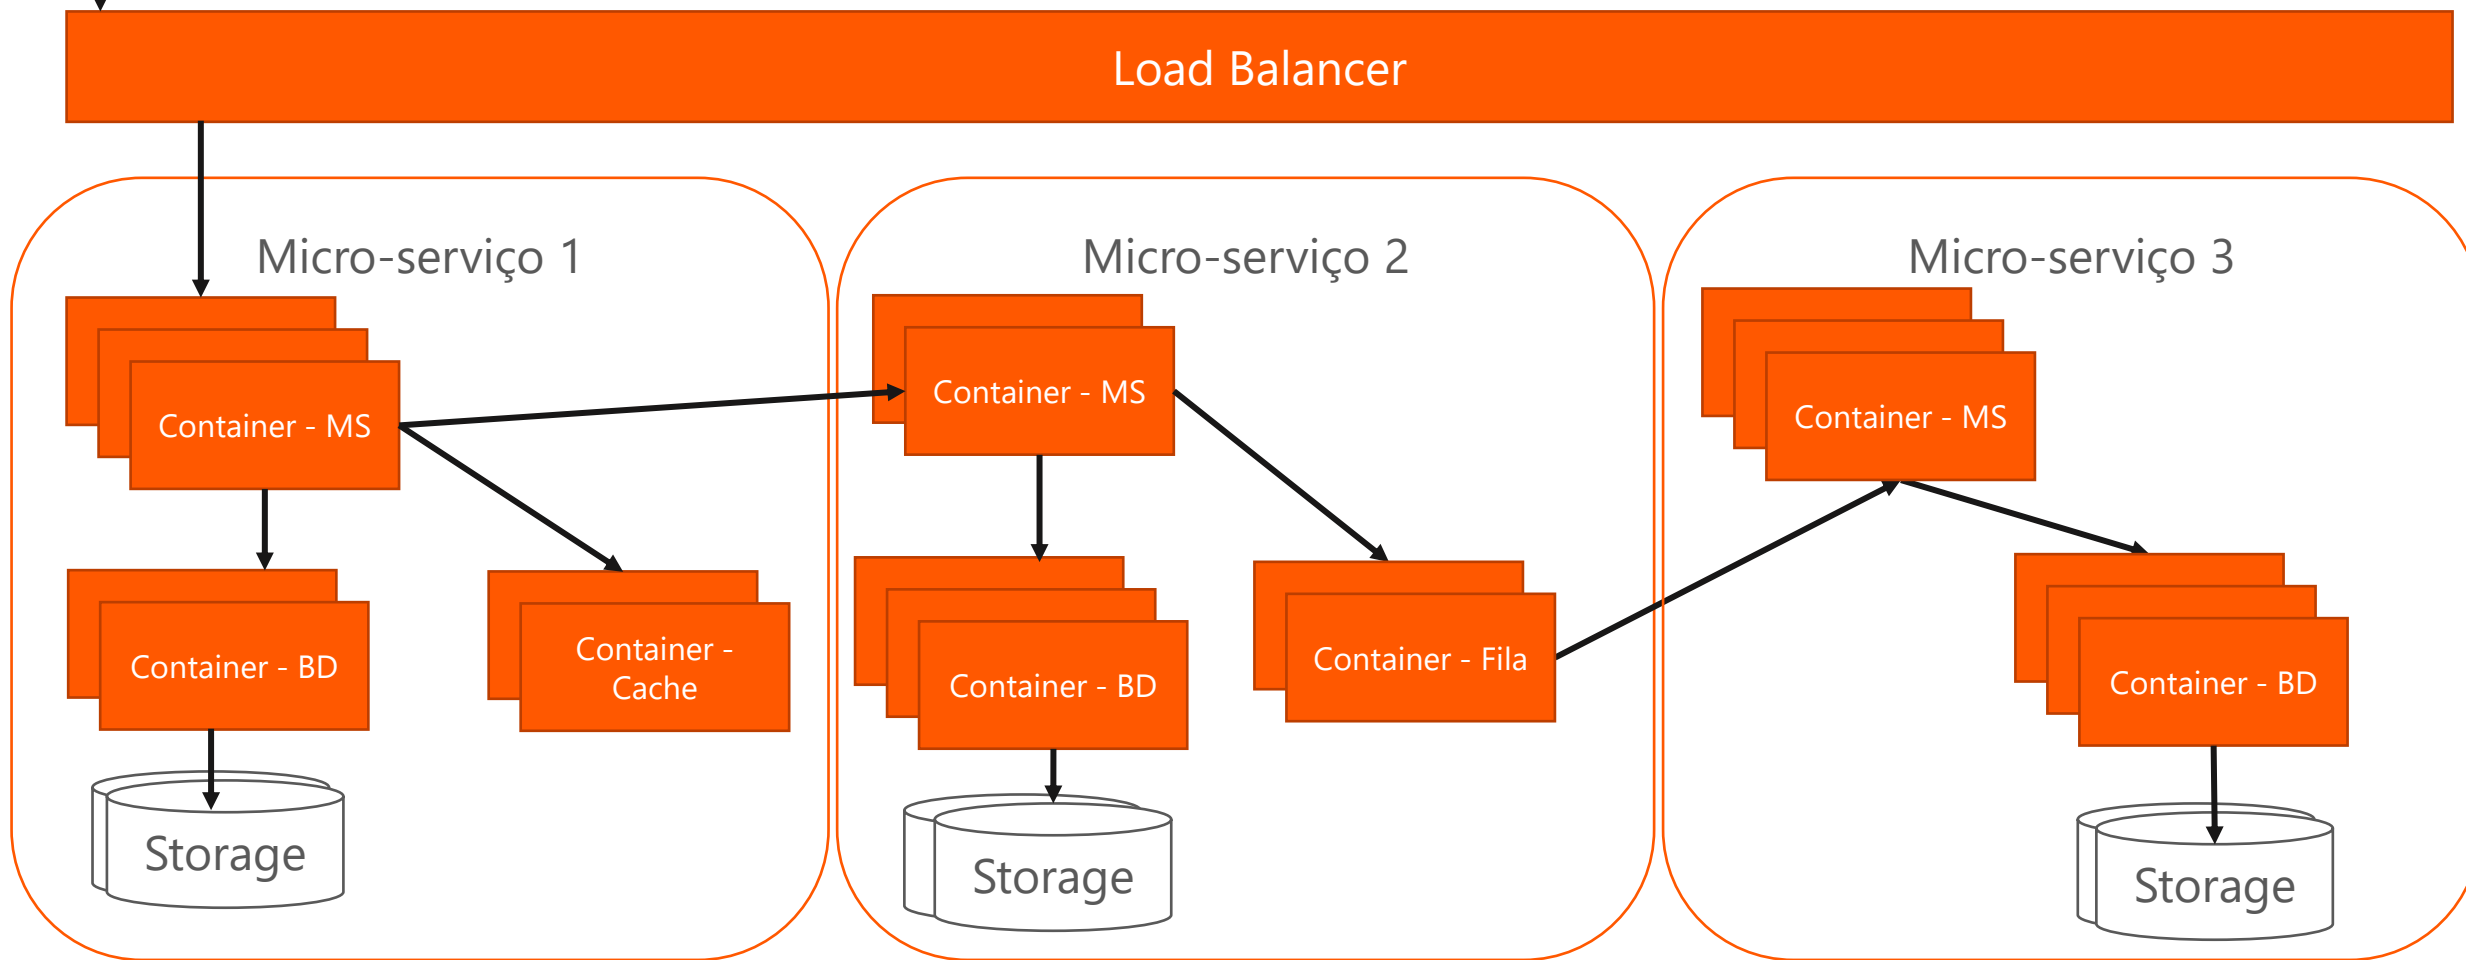 Load Balancer
Micro-serviço 1
Micro-serviço 2
Micro-serviço 3
Container - MS
Container - MS
Container - MS
Container - BD
Container -
Cache
Container - BD
Container - Fila
Container - BD
Storage
Storage
Storage